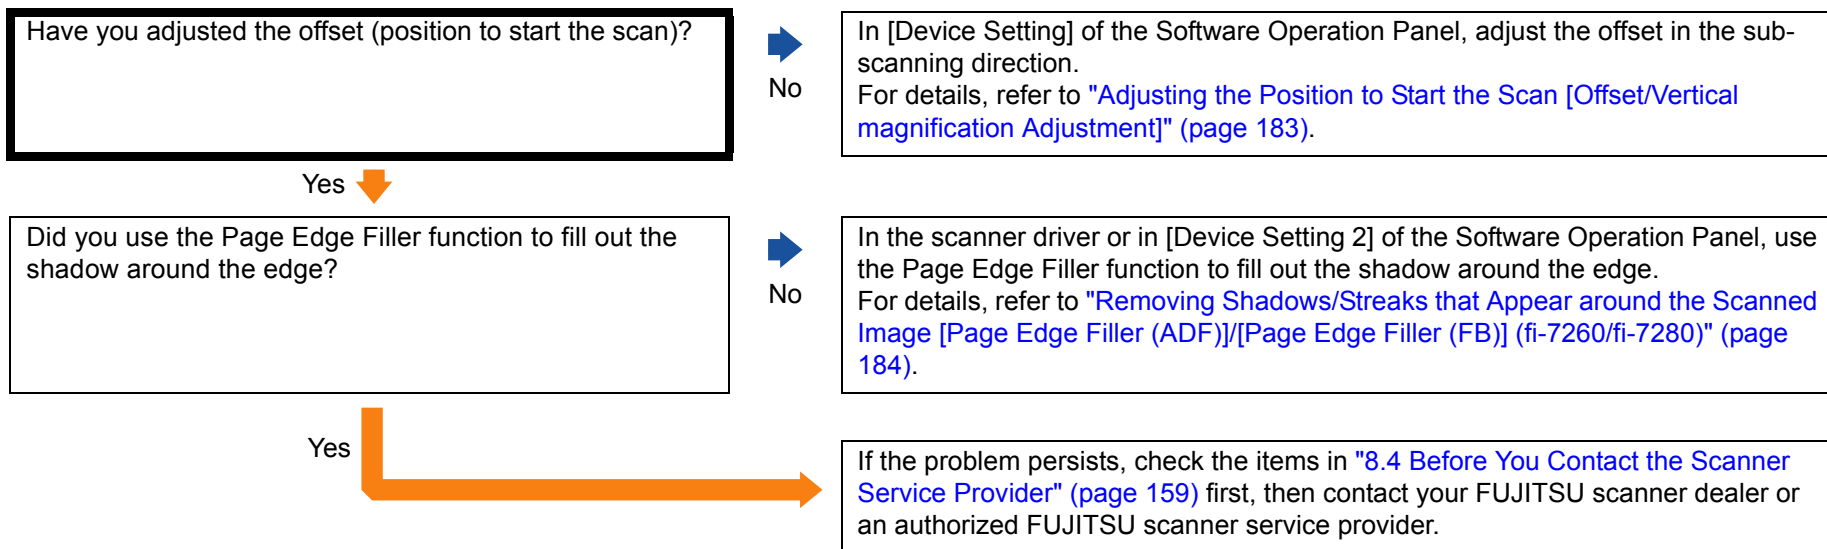 Have you adjusted the offset (position to start the scan)?
No
In [Device Setting] of the Software Operation Panel, adjust the offset in the sub-
scanning direction.
For details, refer to "Adjusting the Position to Start the Scan [Offset/Vertical
magnification Adjustment]" (page 183).
Yes
Did you use the Page Edge Filler function to fill out the
shadow around the edge?
No
In the scanner driver or in [Device Setting 2] of the Software Operation Panel, use
the Page Edge Filler function to fill out the shadow around the edge.
For details, refer to "Removing Shadows/Streaks that Appear around the Scanned
Image [Page Edge Filler (ADF)]/[Page Edge Filler (FB)] (fi-7260/fi-7280)" (page
184).
Yes
If the problem persists, check the items in "8.4 Before You Contact the Scanner
Service Provider" (page 159) first, then contact your FUJITSU scanner dealer or
an authorized FUJITSU scanner service provider.